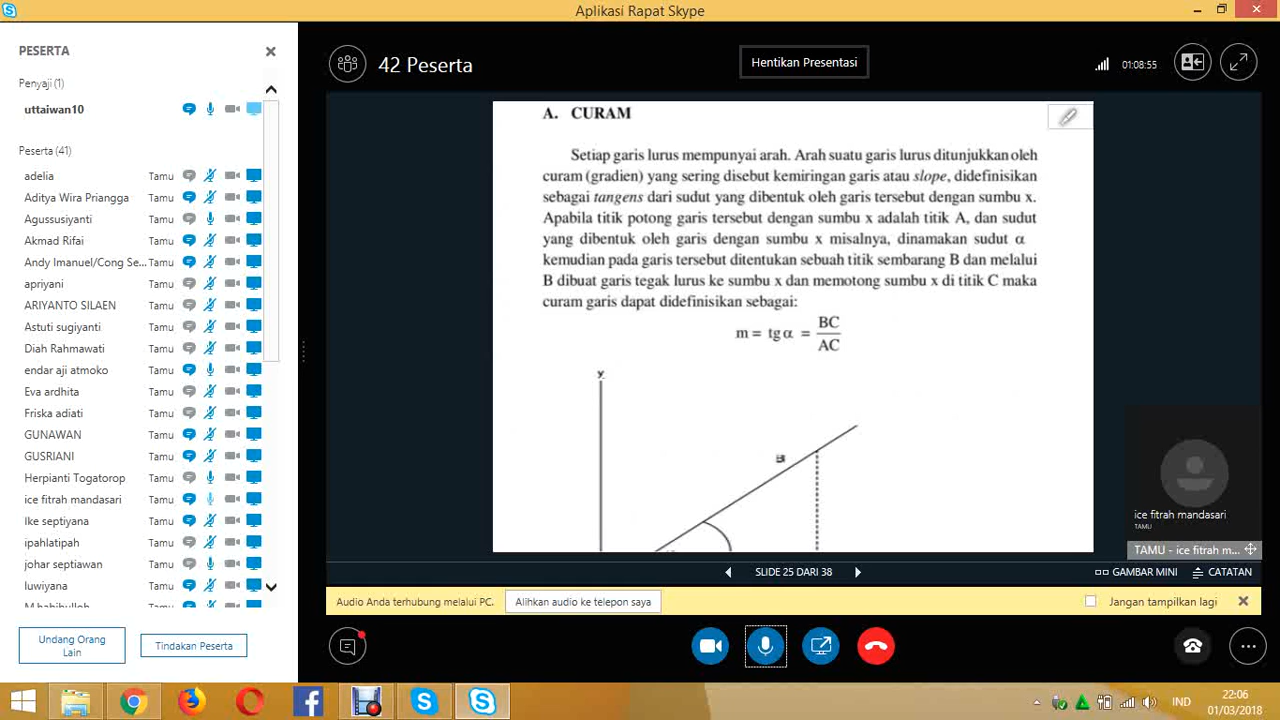 Aplikasi Rapat Skype
PESERTA
Penyaji (1)
uttaiwan10
Peserta (41)
adelia Tamu
Aditya Wira Priangga Tamu
Agussusiyanti Tamu
Akmad Rifai Tamu
Andy Imanuel/Cong Se... Tamu
apriyani Tamu
ARIYANTO SILAEN Tamu
Astuti sugiyanti Tamu
Diah Rahmawati Tamu
endar aji atmoko Tamu
Eva ardhita Tamu
Friska adiati Tamu
GUNAWAN Tamu
GUSRIANI Tamu
Herpianti Togatorop Tamu
ice fitrah mandasari Tamu
Ike septiyana Tamu
ipahlatipah Tamu
johar septiawan Tamu
luwiyana Tamu
M.habibulloh Tamu
Undang Orang
Lain
Tindakan Peserta
42 Peserta
Hentikan Presentasi
01:08:55
A. CURAM
Setiap garis lurus mempunyai arah. Arah suatu garis lurus ditunjukkan oleh
curam (gradien) yang sering disebut kemiringan garis atau slope, didefinisikan
sebagai tangens dari sudut yang dibentuk oleh garis tersebut dengan sumbu x.
Apabila titik potong garis tersebut dengan sumbu x adalah titik A, dan sudut
yang dibentuk oleh garis dengan sumbu x misalnya, dinamakan sudut α
kemudian pada garis tersebut ditentukan sebuah titik sembarang B dan melalui
B dibuat garis tegak lurus ke sumbu x dan memotong sumbu x di titik C maka
curam garis dapat didefinisikan sebagai:
m = tg α = BC
AC
y
B
ice fitrah mandasari
TAMU
TAMU - ice fitrah m...
SLIDE 25 DARI 38
GAMBAR MINI
CATATAN
Audio Anda terhubung melalui PC.
Alihkan audio ke telepon saya
Jangan tampilkan lagi
IND
22:06
01/03/2018